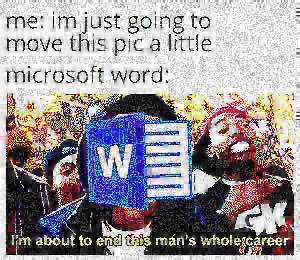 me: im just going to
move this pic a little
microsoft word:
W
GK
I'm about to end this man's whole career